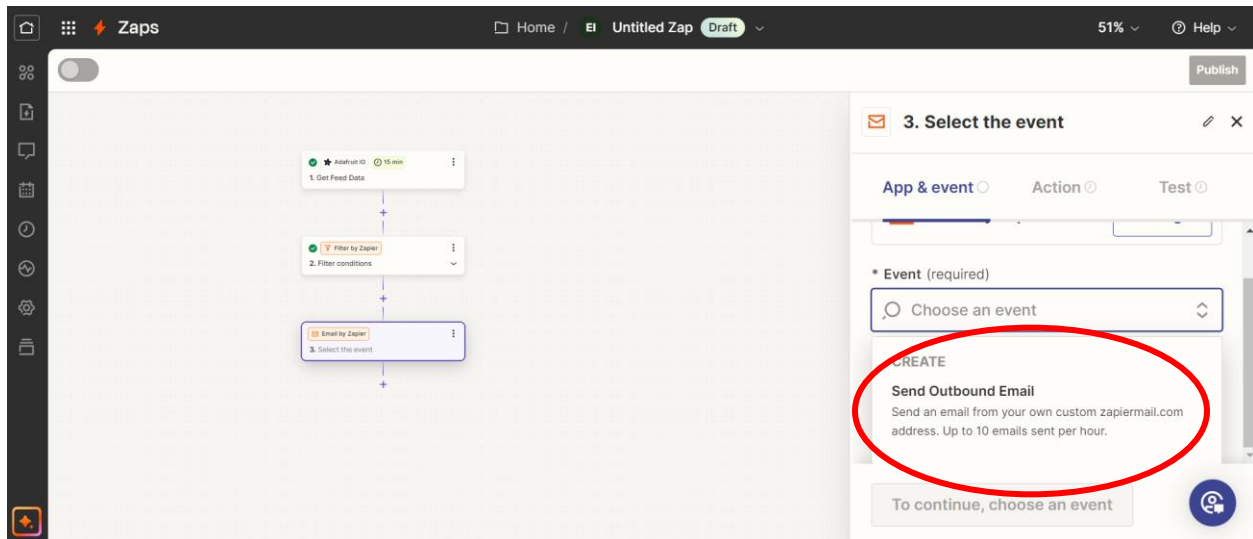 Zaps
Home / EI Untitled Zap Draft
51%
Help
Publish
Adafruit IO 15 min
1. Get Feed Data
Filter by Zapier
2. Filter conditions
Email by Zapier
3. Select the event
3. Select the event
App & event
Action
Test
* Event (required)
Choose an event
CREATE
Send Outbound Email
Send an email from your own custom zapiermail.com
address. Up to 10 emails sent per hour.
To continue, choose an event